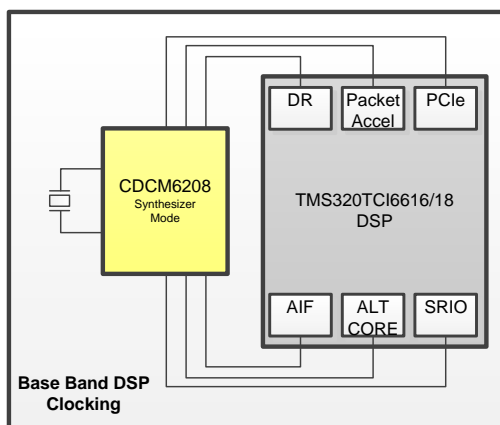 DR
Packet
Accel
PCIe
CDCM6208
Synthesizer
Mode
TMS320TCI6616/18
DSP
AIF
ALT
CORE
SRIO
Base Band DSP
Clocking